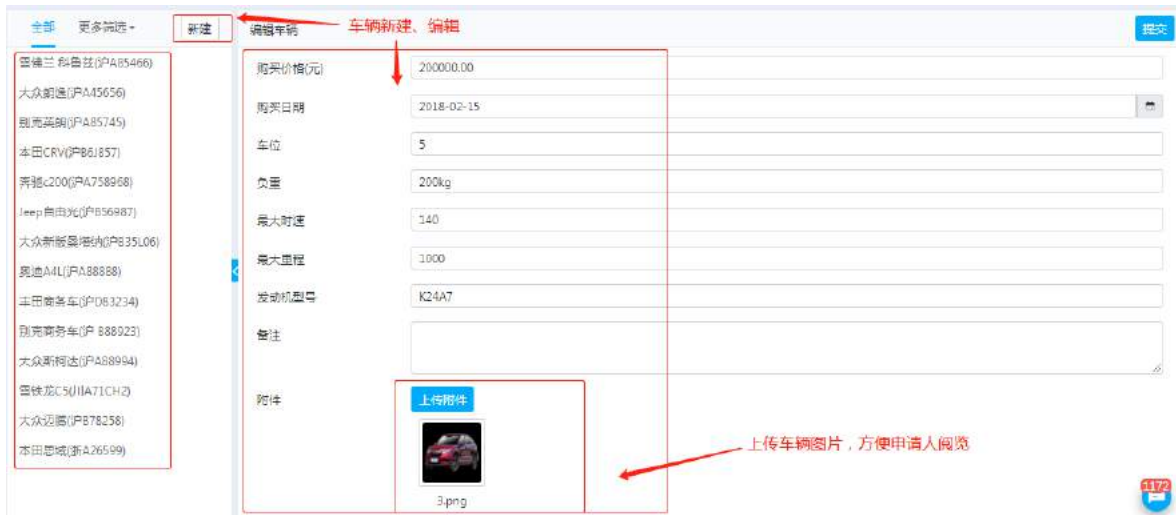 全部 更多筛选 新建 编辑车辆 车辆新建、编辑 提交
雪佛兰 科鲁兹(沪A85466)
大众朗逸(沪A45656)
别克英朗(沪A85745)
本田CRV(沪B6J857)
奔驰c200(沪A758968)
Jeep自由光(沪B56987)
大众新版桑塔纳(沪B35L06)
奥迪A4L(沪A88888)
丰田商务车(沪D83234)
别克商务车(沪 B88923)
大众斯柯达(沪A88994)
雪铁龙C5(川A71CH2)
大众迈腾(沪B78258)
本田思域(浙A26599)
购买价格(元) 200000.00
购买日期 2018-02-15
车位 5
负重 200kg
最大时速 140
最大里程 1000
发动机型号 K24A7
备注
附件 上传附件
3.png
上传车辆图片，方便申请人阅览
1172